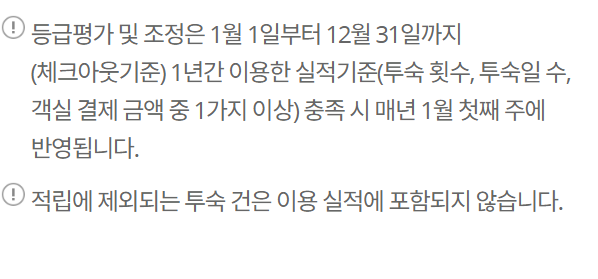 등급평가 및 조정은 1월 1일부터 12월 31일까지
(체크아웃기준) 1년간 이용한 실적기준(투숙 횟수, 투숙일 수,
객실 결제 금액 중 1가지 이상) 충족 시 매년 1월 첫째 주에
반영됩니다.
적립에 제외되는 투숙 건은 이용 실적에 포함되지 않습니다.